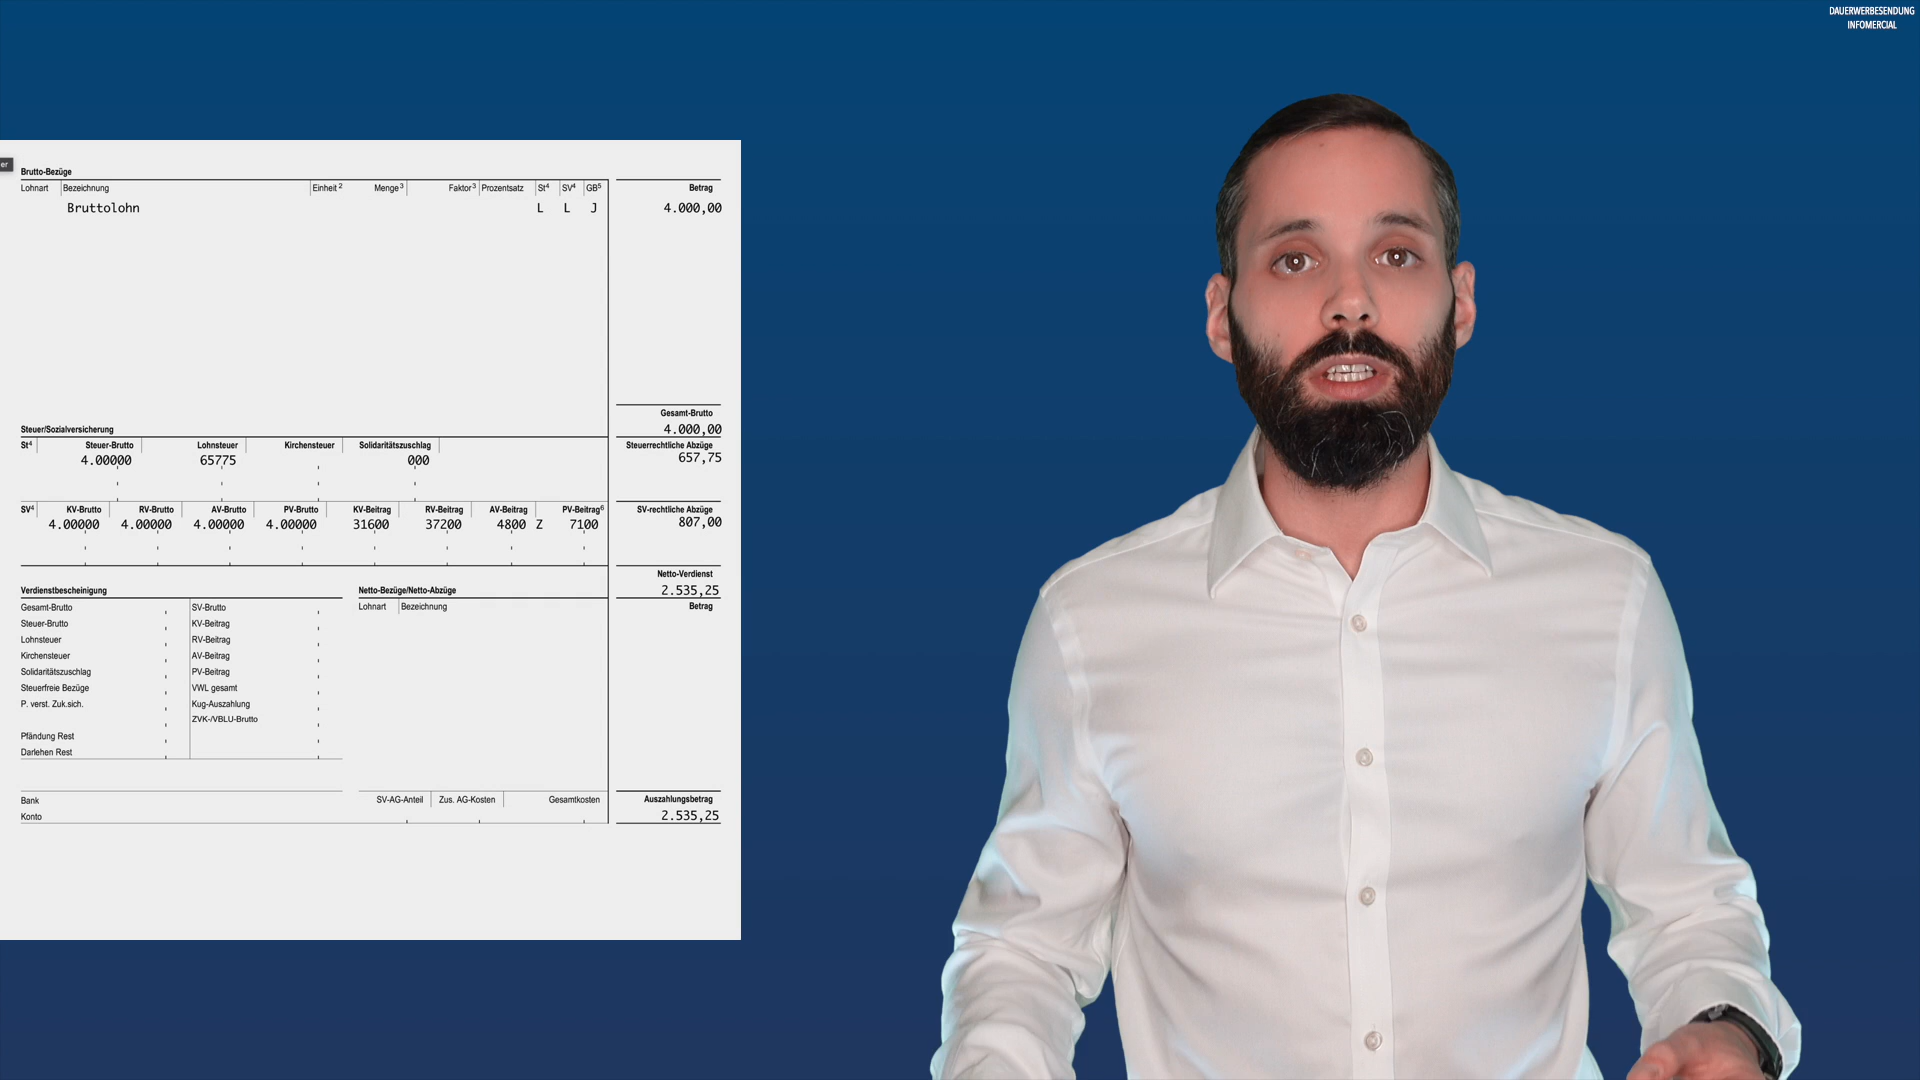 DAUERWERBESENDUNG
INFOMERCIAL
er
Brutto-Bezüge
Lohnart Bezeichnung Einheit 2 Menge 3 Faktor 3 Prozentsatz St 4 SV 4 GB 5 Betrag
Bruttolohn L L J 4.000,00
Gesamt-Brutto
4.000,00
Steuer/Sozialversicherung
St 4 Steuer-Brutto Lohnsteuer Kirchensteuer Solidaritätszuschlag Steuerrechtliche Abzüge
4.00000 65775 000 657,75
SV 4 KV-Brutto RV-Brutto AV-Brutto PV-Brutto KV-Beitrag RV-Beitrag AV-Beitrag PV-Beitrag 6 SV-rechtliche Abzüge
4.00000 4.00000 4.00000 4.00000 31600 37200 4800 Z 7100 807,00
Netto-Verdienst
2.535,25
Verdienstbescheinigung Netto-Bezüge/Netto-Abzüge
Gesamt-Brutto SV-Brutto Lohnart Bezeichnung Betrag
Steuer-Brutto KV-Beitrag
Lohnsteuer RV-Beitrag
Kirchensteuer AV-Beitrag
Solidaritätszuschlag PV-Beitrag
Steuerfreie Bezüge VWL gesamt
P. verst. Zuk.sich. Kug-Auszahlung
ZVK-/VBLU-Brutto
Pfändung Rest
Darlehen Rest
Bank SV-AG-Anteil Zus. AG-Kosten Gesamtkosten Auszahlungsbetrag
Konto 2.535,25